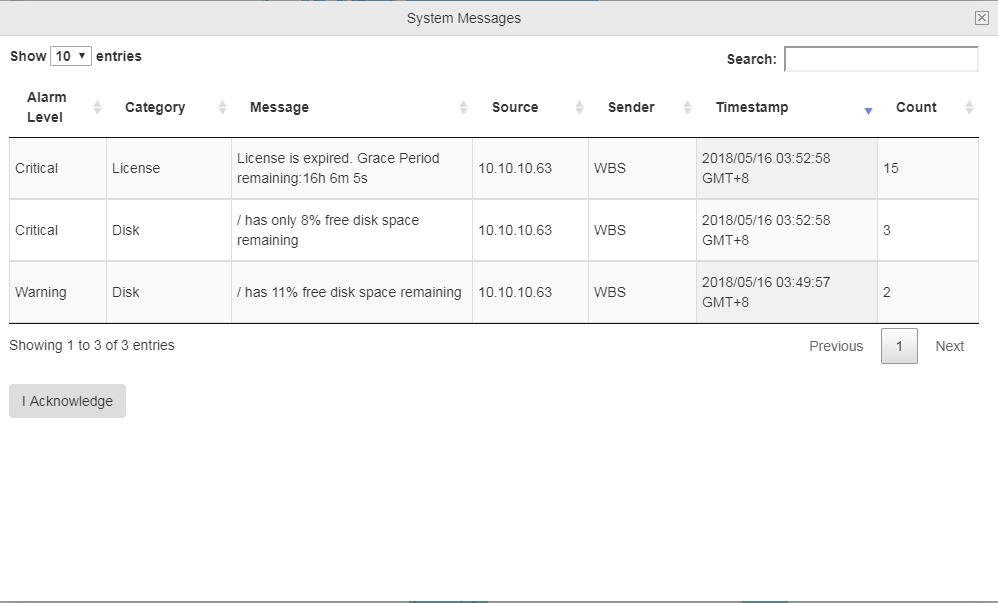 System Messages
Show 10 entries
Search:
Alarm Level Category Message Source Sender Timestamp Count
Critical License License is expired. Grace Period remaining:16h 6m 5s 10.10.10.63 WBS 2018/05/16 03:52:58 GMT+8 15
Critical Disk / has only 8% free disk space remaining 10.10.10.63 WBS 2018/05/16 03:52:58 GMT+8 3
Warning Disk / has 11% free disk space remaining 10.10.10.63 WBS 2018/05/16 03:49:57 GMT+8 2
Showing 1 to 3 of 3 entries
Previous 1 Next
I Acknowledge